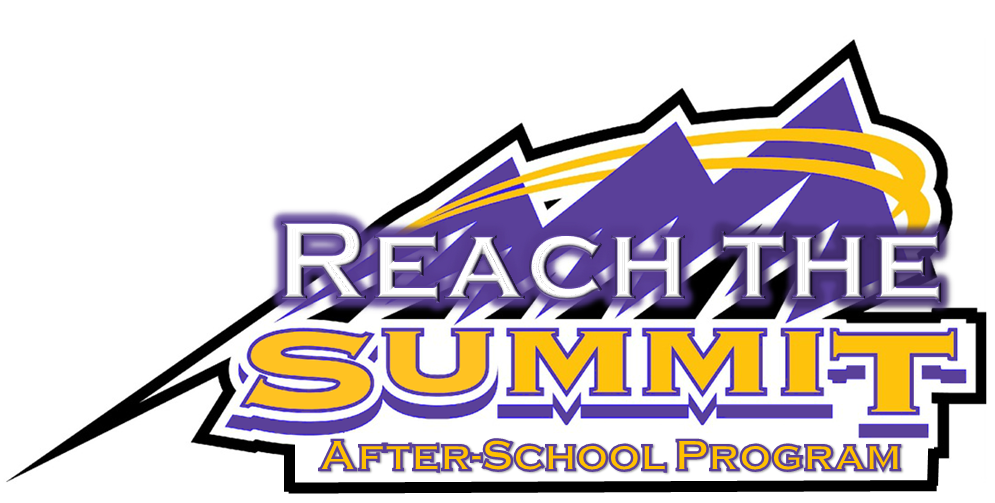 REACH THE
SUMMIT
AFTER-SCHOOL PROGRAM